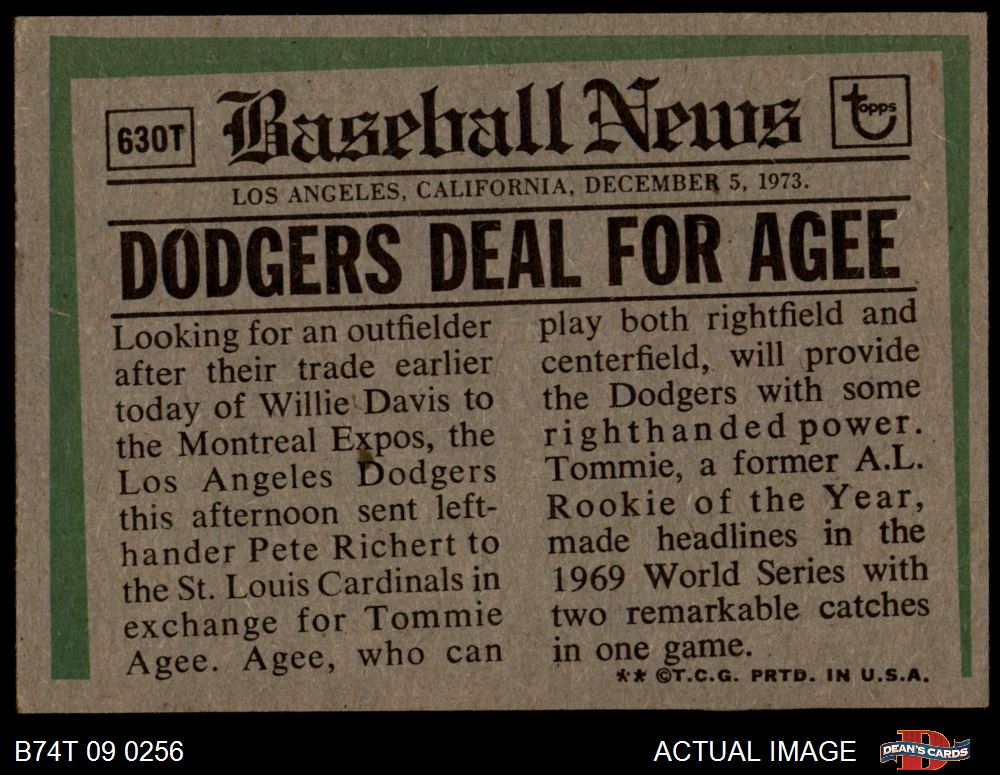 630T
Baseball News
topps
LOS ANGELES, CALIFORNIA, DECEMBER 5, 1973.
DODGERS DEAL FOR AGEE
Looking for an outfielder
after their trade earlier
today of Willie Davis to
the Montreal Expos, the
Los Angeles Dodgers
this afternoon sent left-
hander Pete Richert to
the St. Louis Cardinals in
exchange for Tommie
Agee. Agee, who can
play both rightfield and
centerfield, will provide
the Dodgers with some
righthanded power.
Tommie, a former A.L.
Rookie of the Year,
made headlines in the
1969 World Series with
two remarkable catches
in one game.
** ©T.C.G. PRTD. IN U.S.A.
B74T 09 0256
ACTUAL IMAGE
D
DEAN'S CARDS